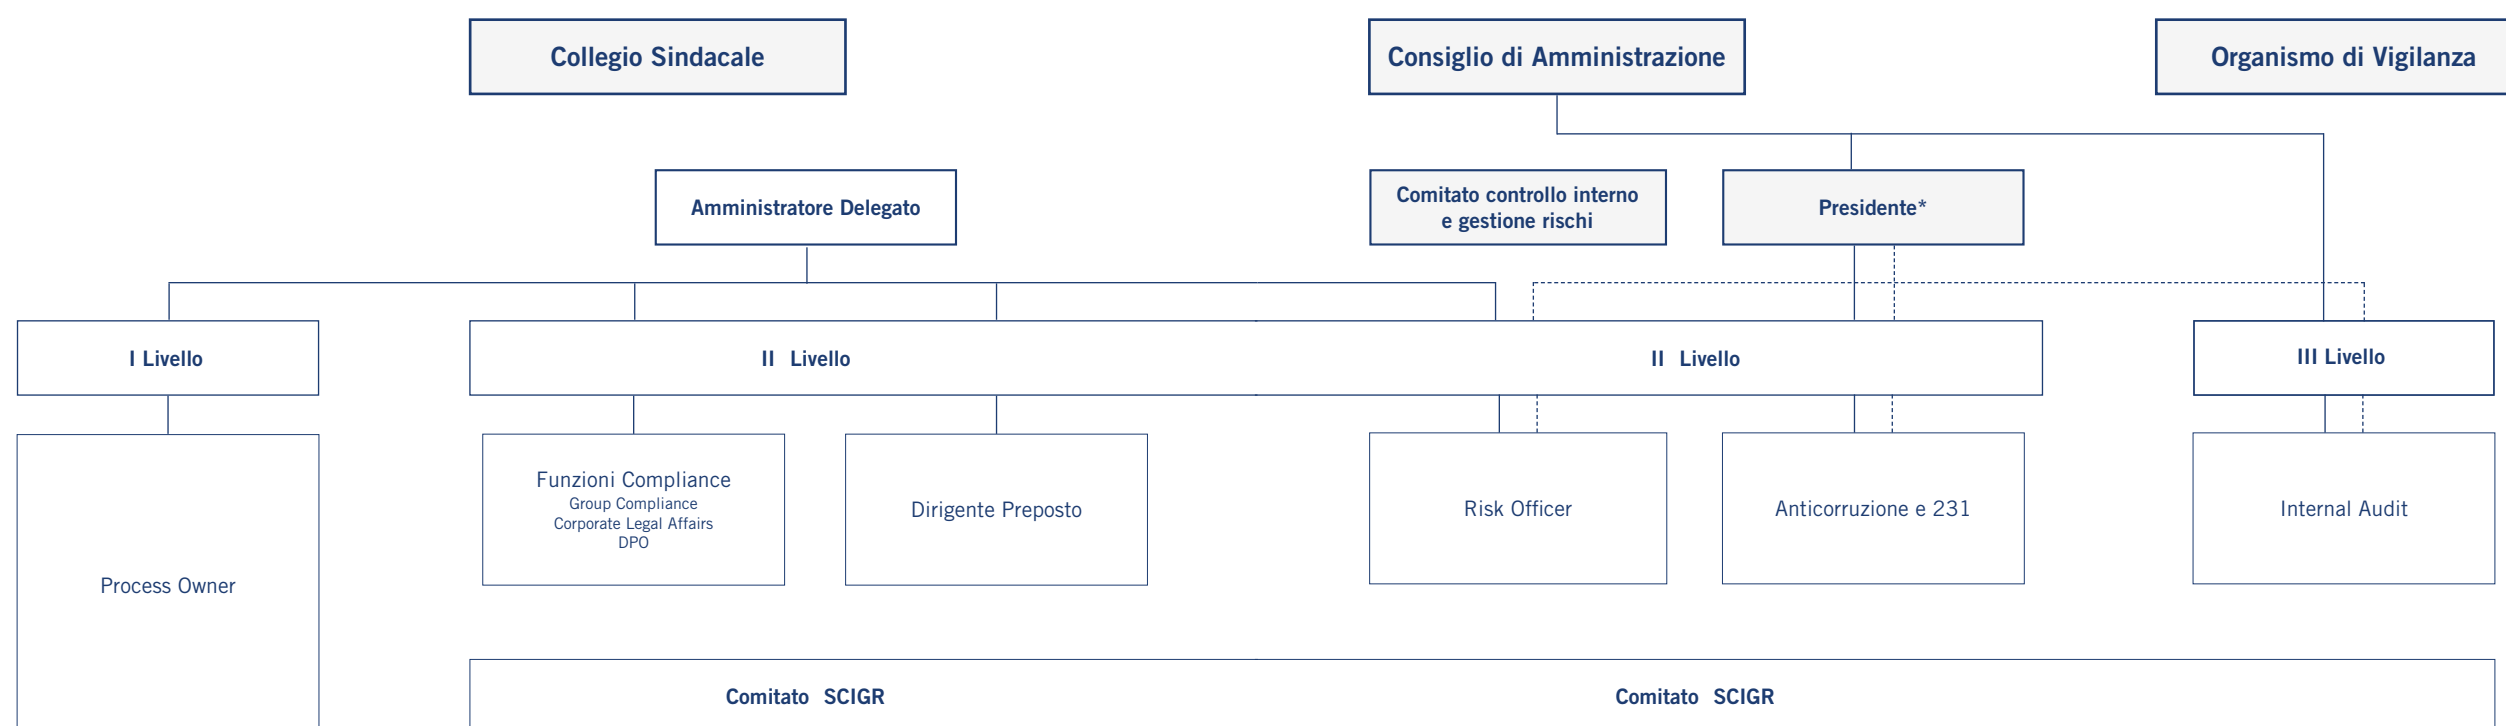 Collegio Sindacale
Consiglio di Amministrazione
Organismo di Vigilanza
Amministratore Delegato
Comitato controllo interno
e gestione rischi
Presidente*
I Livello
II Livello
II Livello
III Livello
Process Owner
Funzioni Compliance
Group Compliance
Corporate Legal Affairs
DPO
Dirigente Preposto
Risk Officer
Anticorruzione e 231
Internal Audit
Comitato SCIGR
Comitato SCIGR